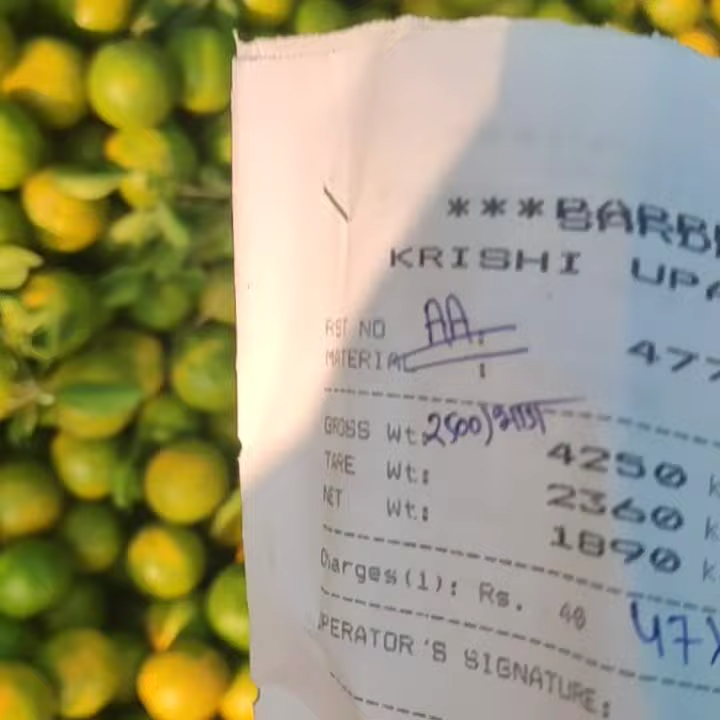 ***BARB
KRISHI UPA
RST NO AA : 477
MATERIAL :
GROSS Wt: 4250 k
TARE Wt: 2360 k
NET Wt: 1890 k
Charges(1): Rs. 40
47
OPERATOR'S SIGNATURE: